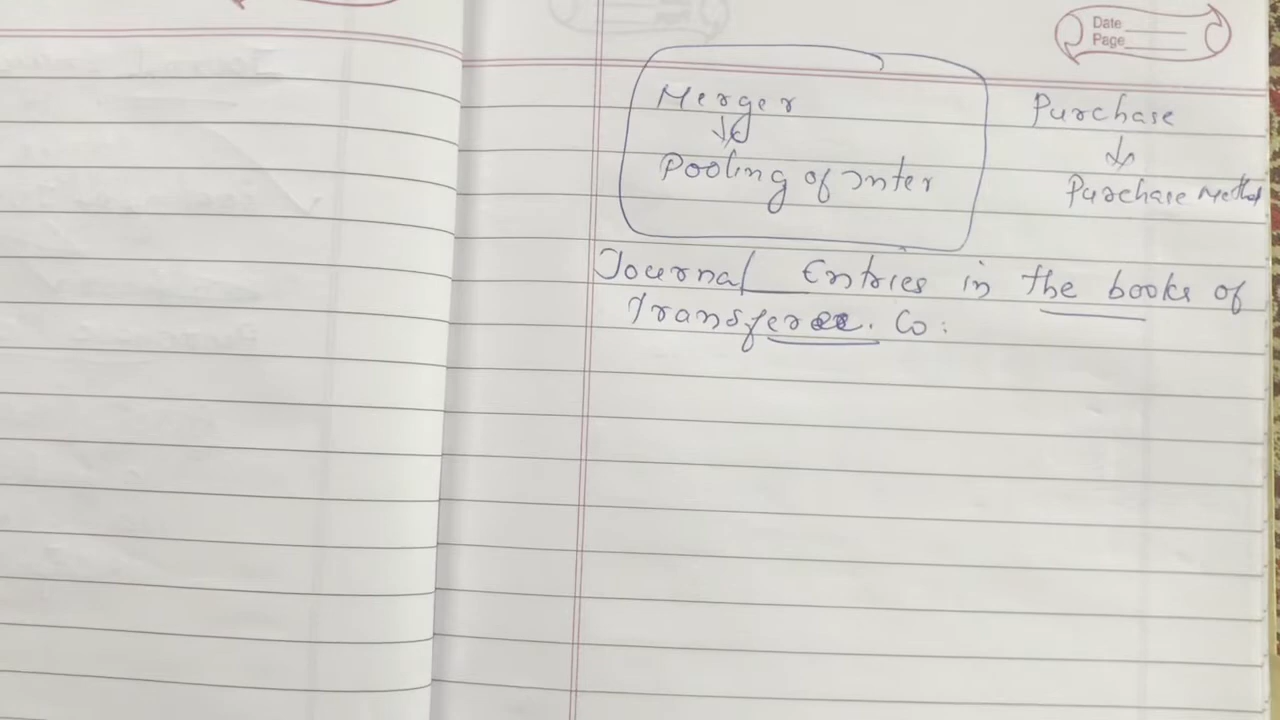 Date
Page
Merger
Pooling of Inter
Purchase
Purchase Method
Journal Entries in the books of
Transferee. Co: